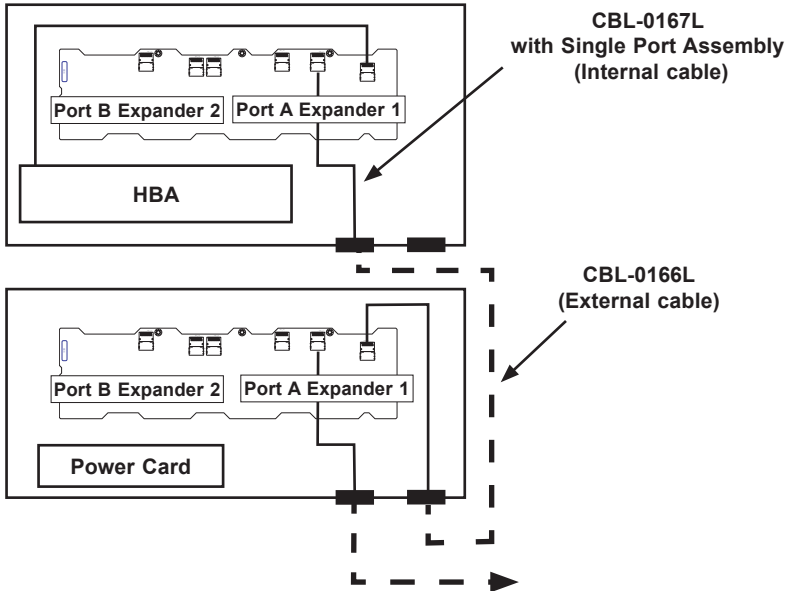 CBL-0167L
with Single Port Assembly
(Internal cable)
Port B Expander 2
Port A Expander 1
HBA
CBL-0166L
(External cable)
Port B Expander 2
Port A Expander 1
Power Card